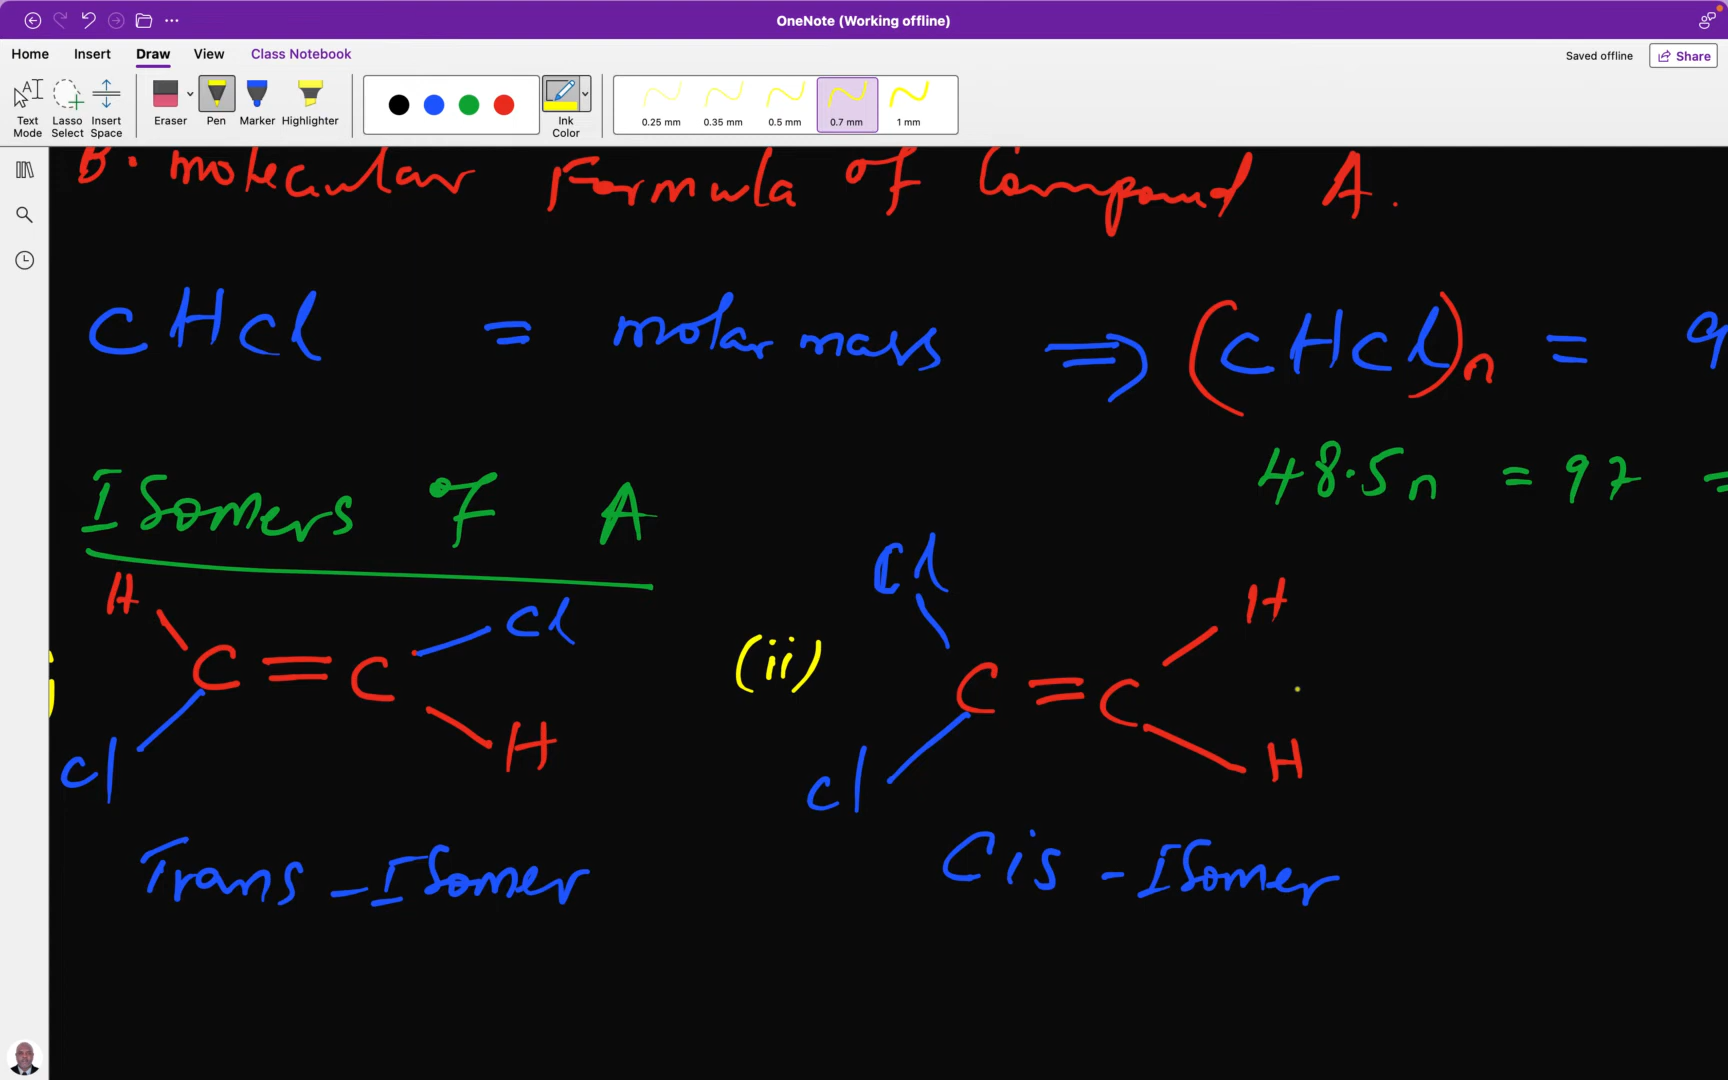 OneNote (Working offline)
Home Insert Draw View Class Notebook
Saved offline Share
Text Mode Lasso Select Insert Space Eraser Pen Marker Highlighter Ink Color 0.25 mm 0.35 mm 0.5 mm 0.7 mm 1 mm
B. molecular Formula of Compound A.
CHCl = molar mass ⇒ (CHCl)n = 9
48.5n = 97 =
ISomers of A
H Cl
C = C
Cl H
Trans - ISomer
(ii)
Cl H
C = C
Cl H
Cis - ISomer